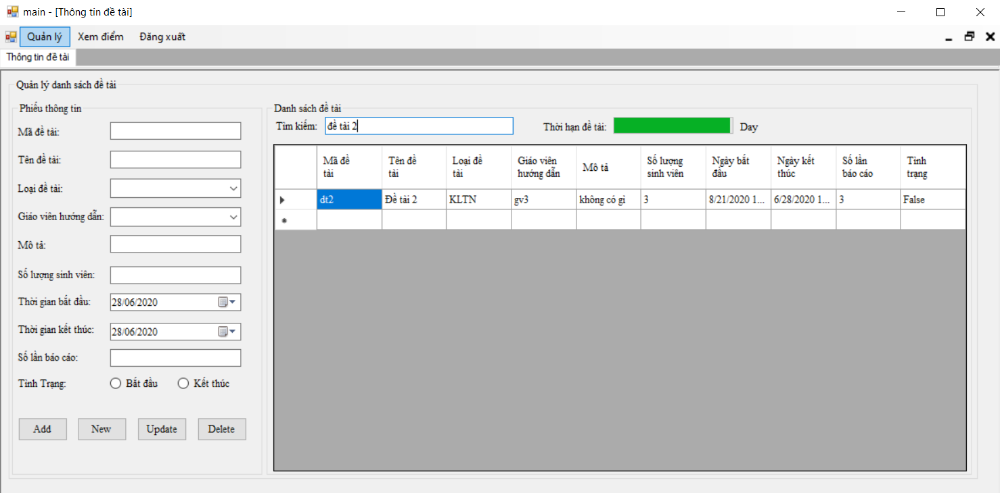 main - [Thông tin đề tài]
Quản lý Xem điểm Đăng xuất
Thông tin đề tài
Quản lý danh sách đề tài
Phiếu thông tin
Mã đề tài:
Tên đề tài:
Loại đề tài:
Giáo viên hướng dẫn:
Mô tả:
Số lượng sinh viên:
Thời gian bắt đầu: 28/06/2020
Thời gian kết thúc: 28/06/2020
Số lần báo cáo:
Tình Trạng: Bắt đầu Kết thúc
Add New Update Delete
Danh sách đề tài
Tìm kiếm: đề tài 2 Thời hạn đề tài: Day
Mã đề tài Tên đề tài Loại đề tài Giáo viên hướng dẫn Mô tả Số lượng sinh viên Ngày bắt đầu Ngày kết thúc Số lần báo cáo Tình trạng
dt2 Đề tài 2 KLTN gv3 không có gì 3 8/21/2020 1... 6/28/2020 1... 3 False